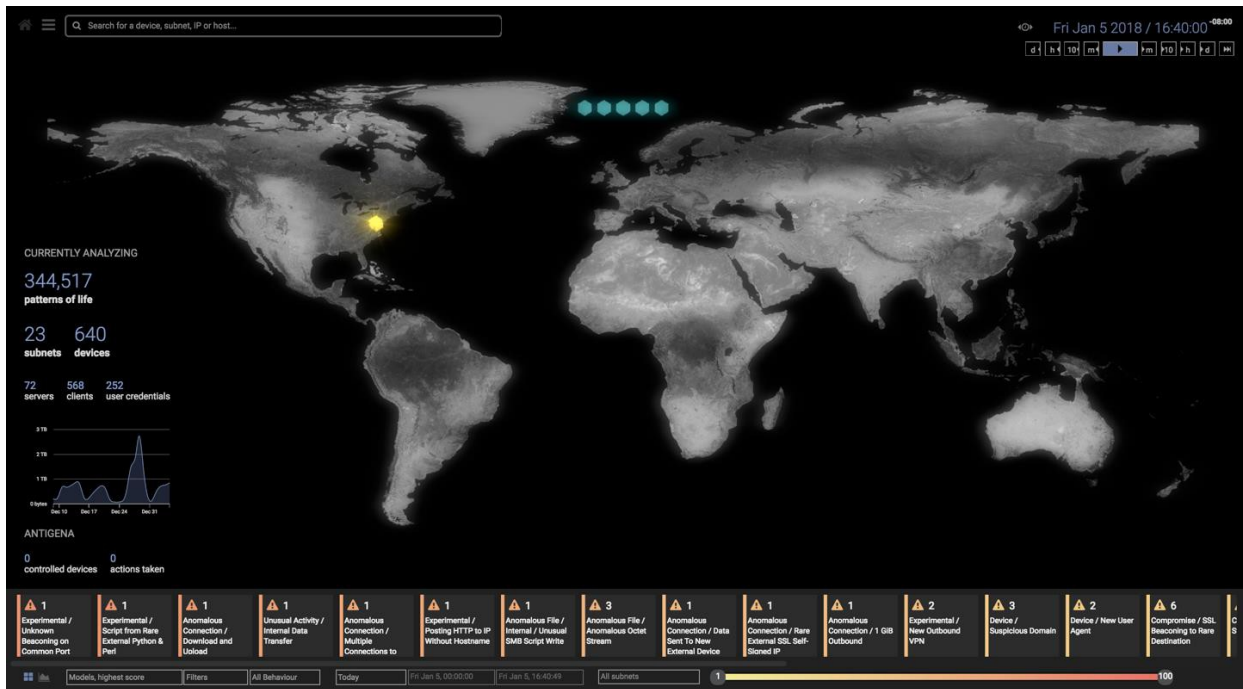 Search for a device, subnet, IP or host...
Fri Jan 5 2018 / 16:40:00 -08:00
d h 10 m m 10 h d
CURRENTLY ANALYZING
344,517
patterns of life
23 640
subnets devices
72 568 252
servers clients user credentials
3 TB
2 TB
1 TB
0 bytes
Dec 10 Dec 17 Dec 24 Dec 31
ANTIGENA
0 0
controlled devices actions taken
1
Experimental /
Unknown
Beaconing on
Common Port
1
Experimental /
Script from Rare
External Python &
Perl
1
Anomalous
Connection /
Download and
Upload
1
Unusual Activity /
Internal Data
Transfer
1
Anomalous
Connection /
Multiple
Connections to
1
Experimental /
Posting HTTP to IP
Without Hostname
1
Anomalous File /
Internal / Unusual
SMB Script Write
3
Anomalous File /
Anomalous Octet
Stream
1
Anomalous
Connection / Data
Sent To New
External Device
1
Anomalous
Connection / Rare
External SSL Self-
Signed IP
1
Anomalous
Connection / 1 GIB
Outbound
2
Experimental /
New Outbound
VPN
3
Device /
Suspicious Domain
2
Device / New User
Agent
6
Compromise / SSL
Beaconing to Rare
Destination
Models, highest score Filters All Behaviour Today Fri Jan 5, 00:00:00 Fri Jan 5, 16:40:49 All subnets 1 100